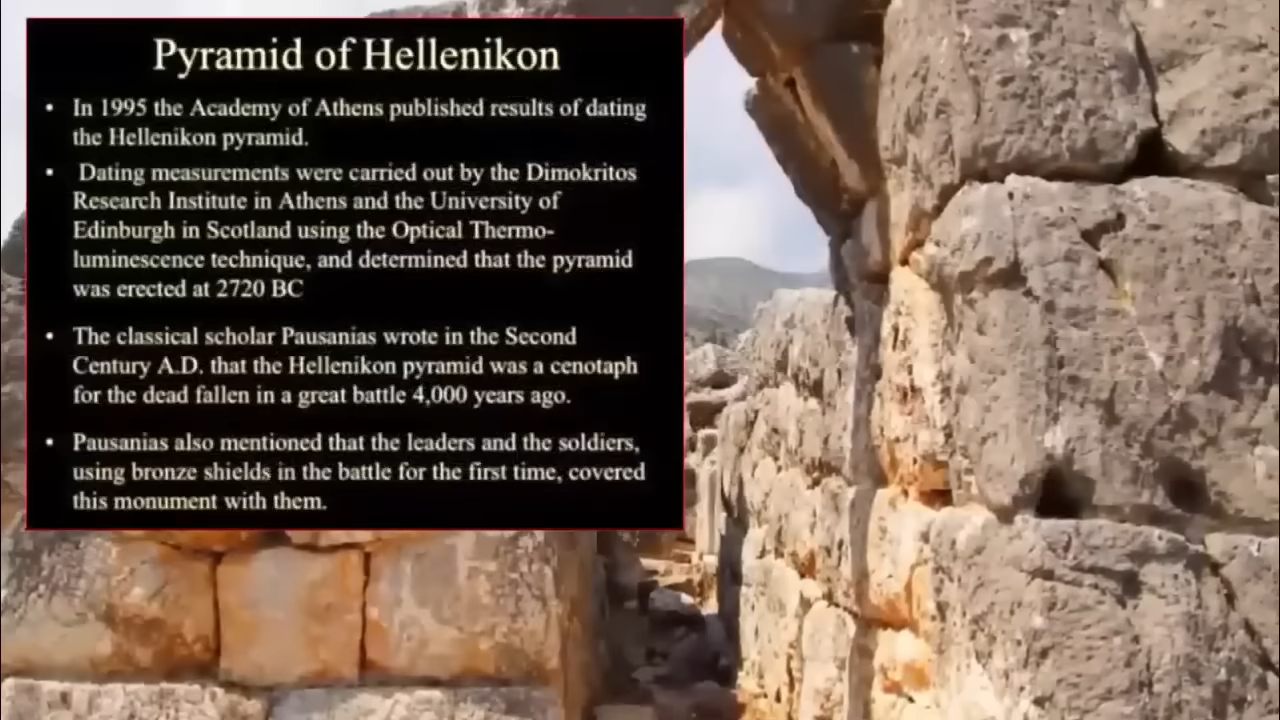 Pyramid of Hellenikon
• In 1995 the Academy of Athens published results of dating
the Hellenikon pyramid.
• Dating measurements were carried out by the Dimokritos
Research Institute in Athens and the University of
Edinburgh in Scotland using the Optical Thermo-
luminescence technique, and determined that the pyramid
was erected at 2720 BC
• The classical scholar Pausanias wrote in the Second
Century A.D. that the Hellenikon pyramid was a cenotaph
for the dead fallen in a great battle 4,000 years ago.
• Pausanias also mentioned that the leaders and the soldiers,
using bronze shields in the battle for the first time, covered
this monument with them.